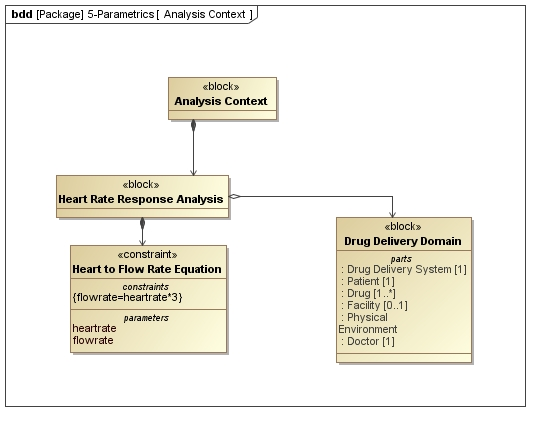 bdd [Package] 5-Parametrics [ Analysis Context ]
«block»
Analysis Context
«block»
Heart Rate Response Analysis
«constraint»
Heart to Flow Rate Equation
constraints
{flowrate=heartrate*3}
parameters
heartrate
flowrate
«block»
Drug Delivery Domain
parts
: Drug Delivery System [1]
: Patient [1]
: Drug [1..*]
: Facility [0..1]
: Physical
Environment
: Doctor [1]